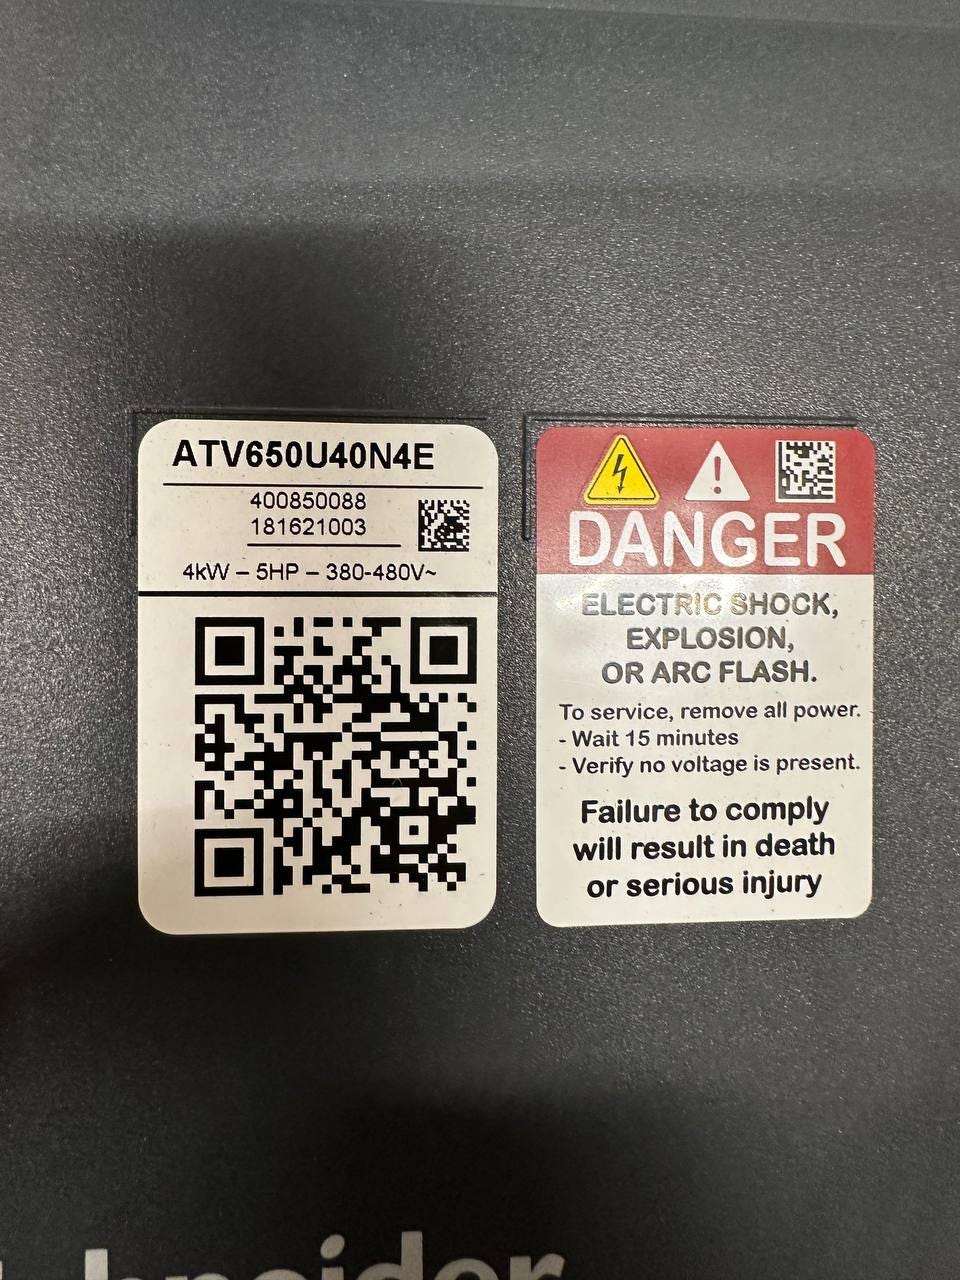 ATV650U40N4E
400850088
181621003
4kW – 5HP – 380-480V~
DANGER
ELECTRIC SHOCK,
EXPLOSION,
OR ARC FLASH.
To service, remove all power.
- Wait 15 minutes
- Verify no voltage is present.
Failure to comply
will result in death
or serious injury